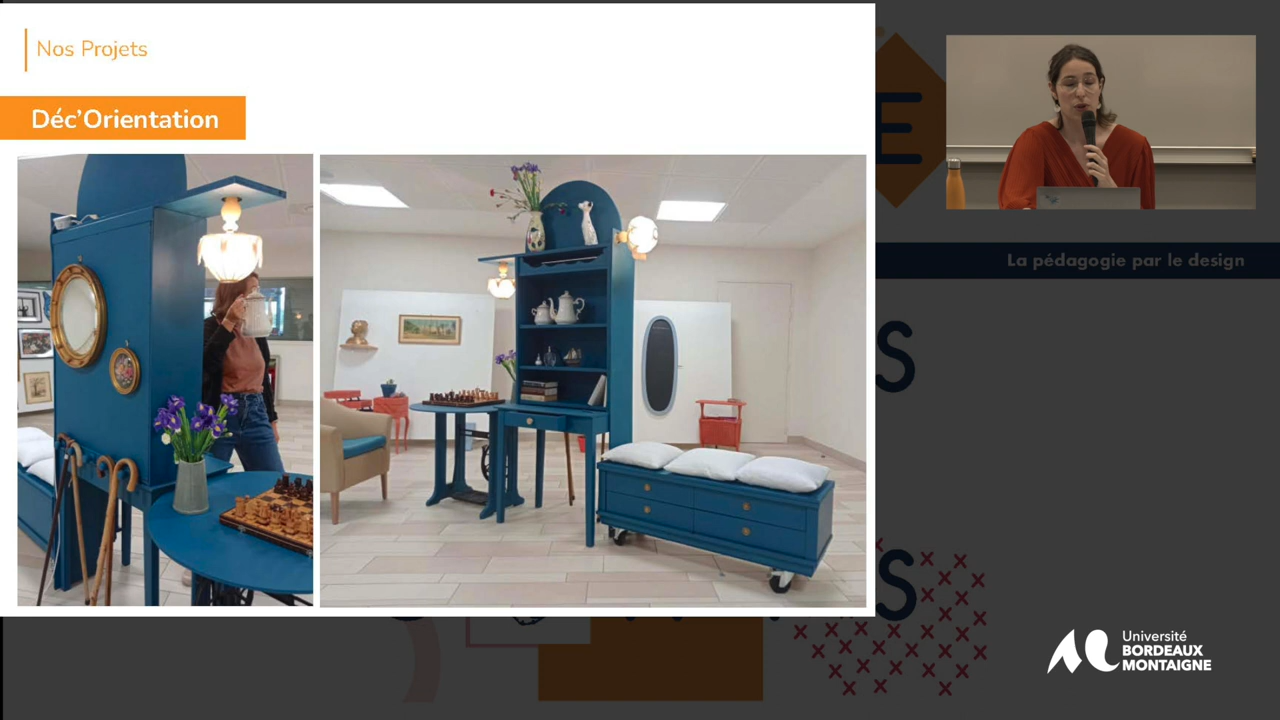 Nos Projets
Déc'Orientation
La pédagogie par le design
Université
BORDEAUX
MONTAIGNE